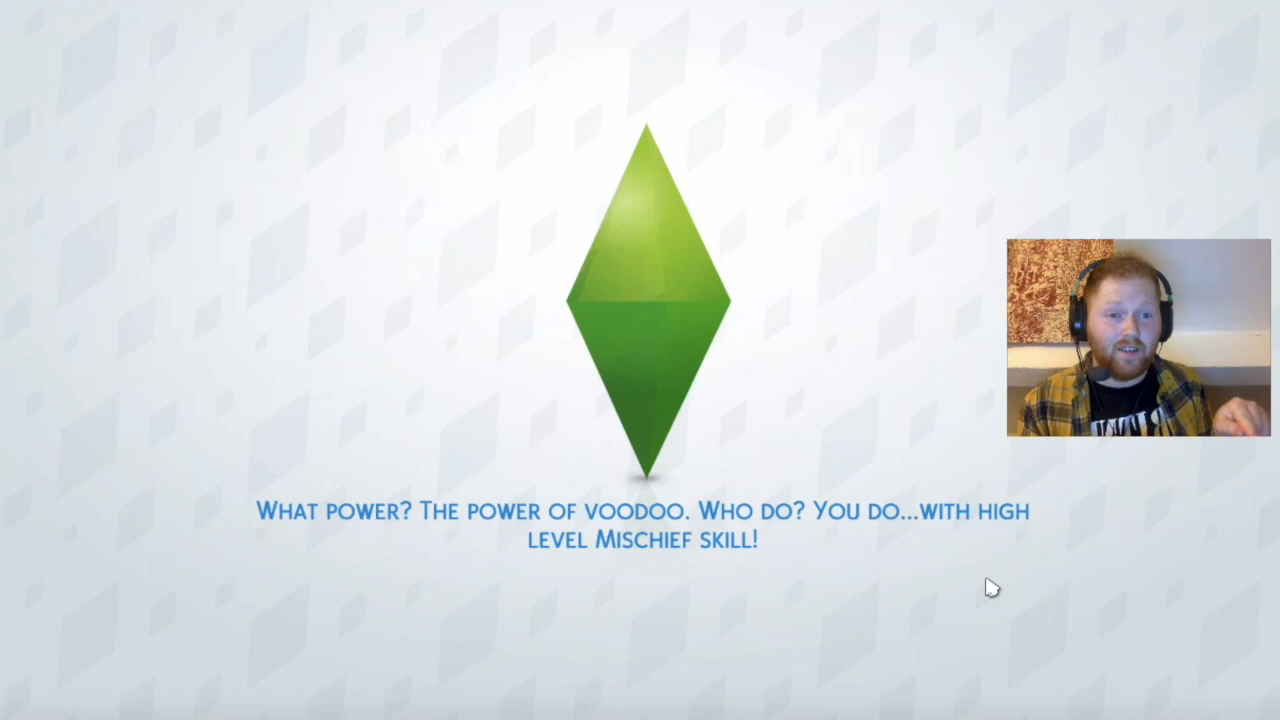 What power? The power of voodoo. Who do? You do...with high
level Mischief skill!